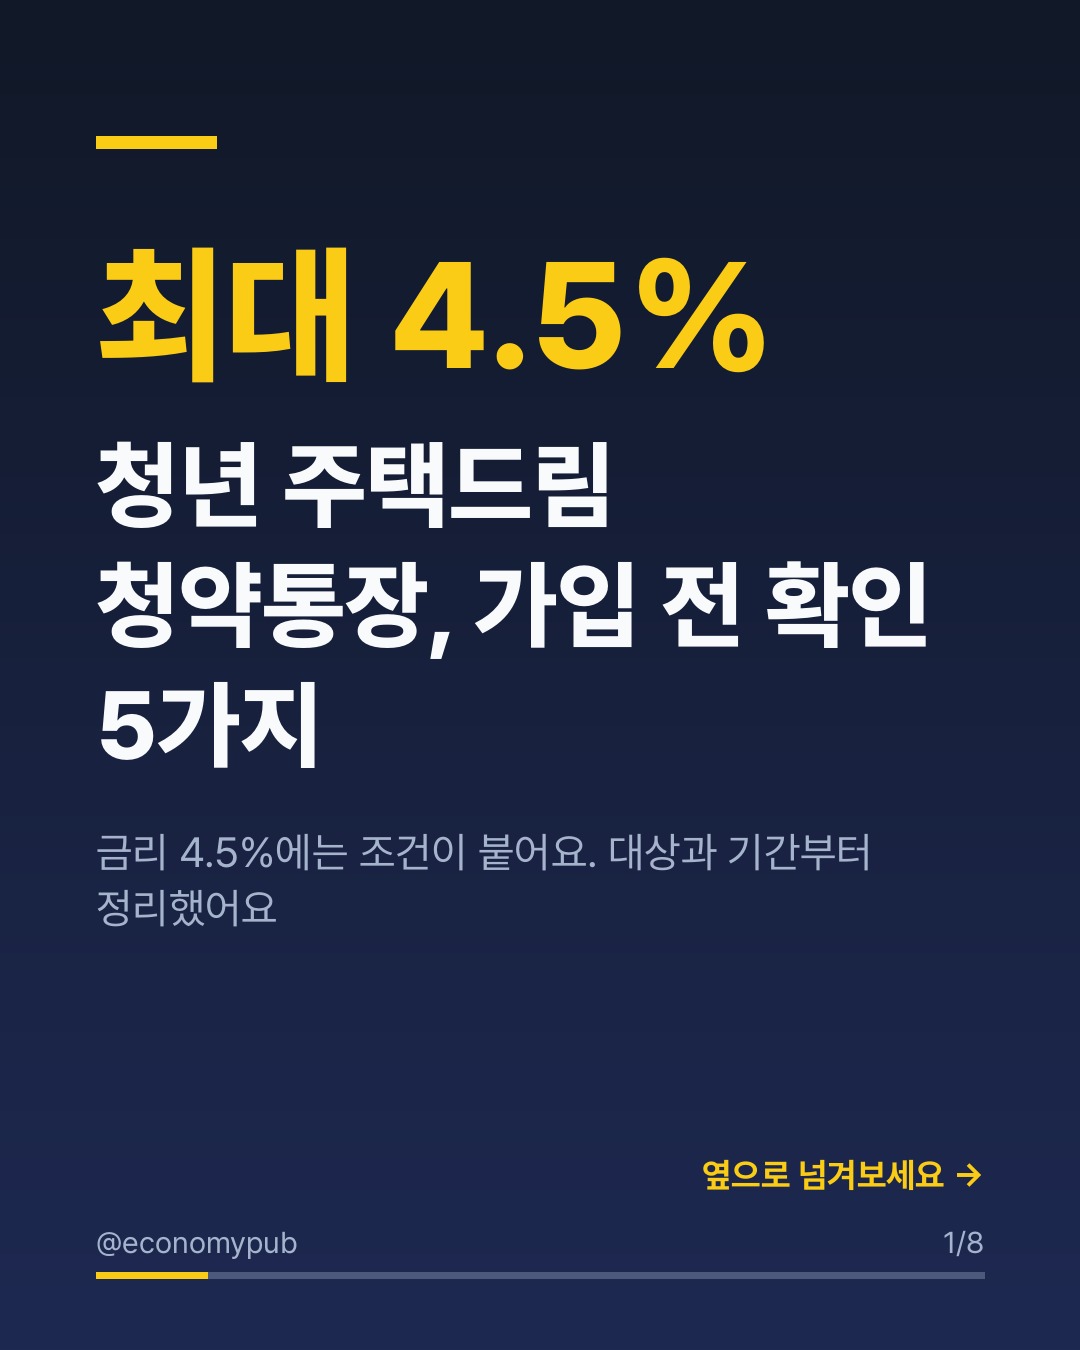 최대 4.5%
청년 주택드림
청약통장, 가입 전 확인
5가지
금리 4.5%에는 조건이 붙어요. 대상과 기간부터
정리했어요
옆으로 넘겨보세요 →
@economypub
1/8